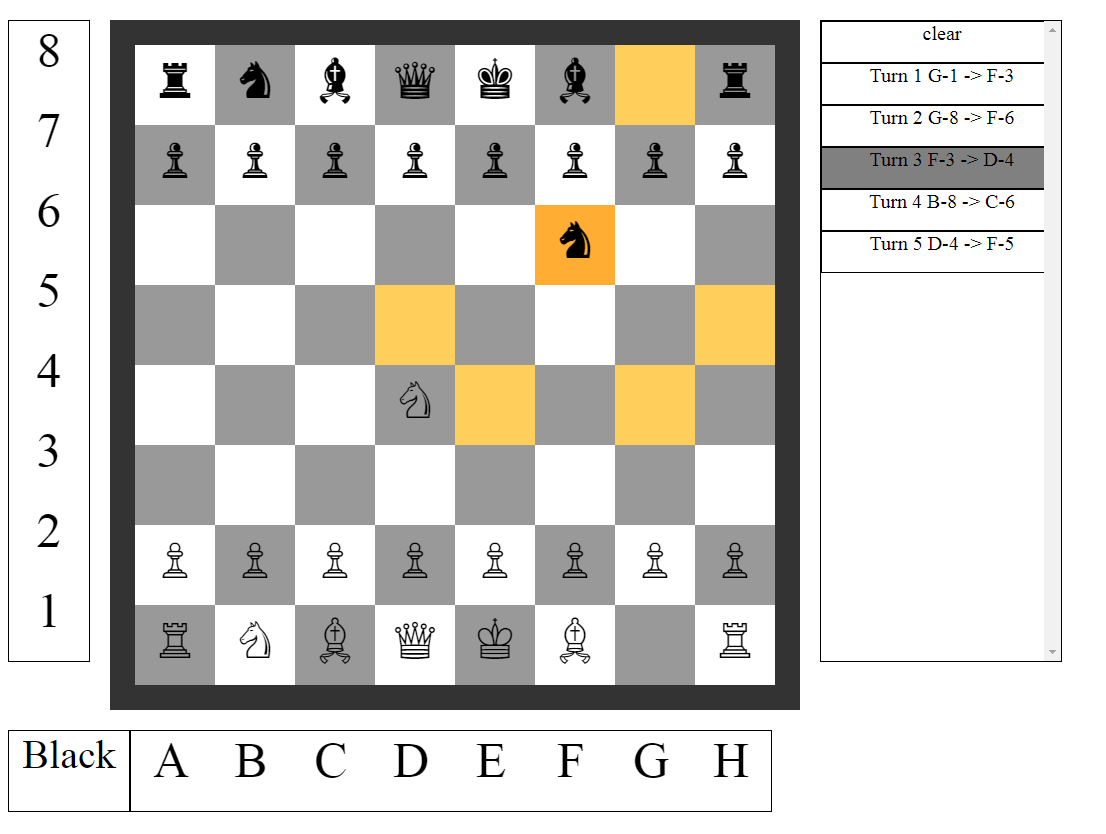 8
7
6
5
4
3
2
1
clear
Turn 1 G-1 -> F-3
Turn 2 G-8 -> F-6
Turn 3 F-3 -> D-4
Turn 4 B-8 -> C-6
Turn 5 D-4 -> F-5
Black A B C D E F G H